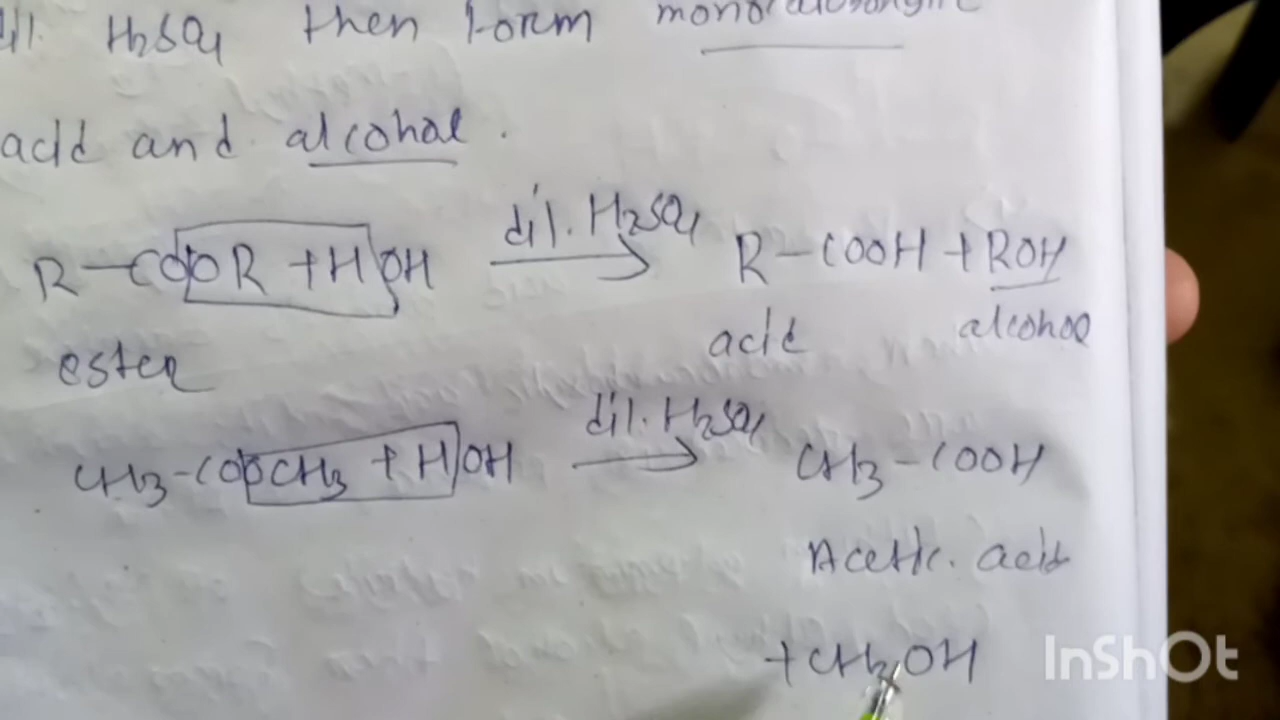 dil. H₂SO₄ then form
acid and alcohal.
R–COOR + HOH dil. H₂SO₄ → R–COOH + ROH
ester acid alcohol
CH₃–COOCH₃ + HOH dil. H₂SO₄ → CH₃–COOH
Acetic. acid
+ CH₃OH
InShOt